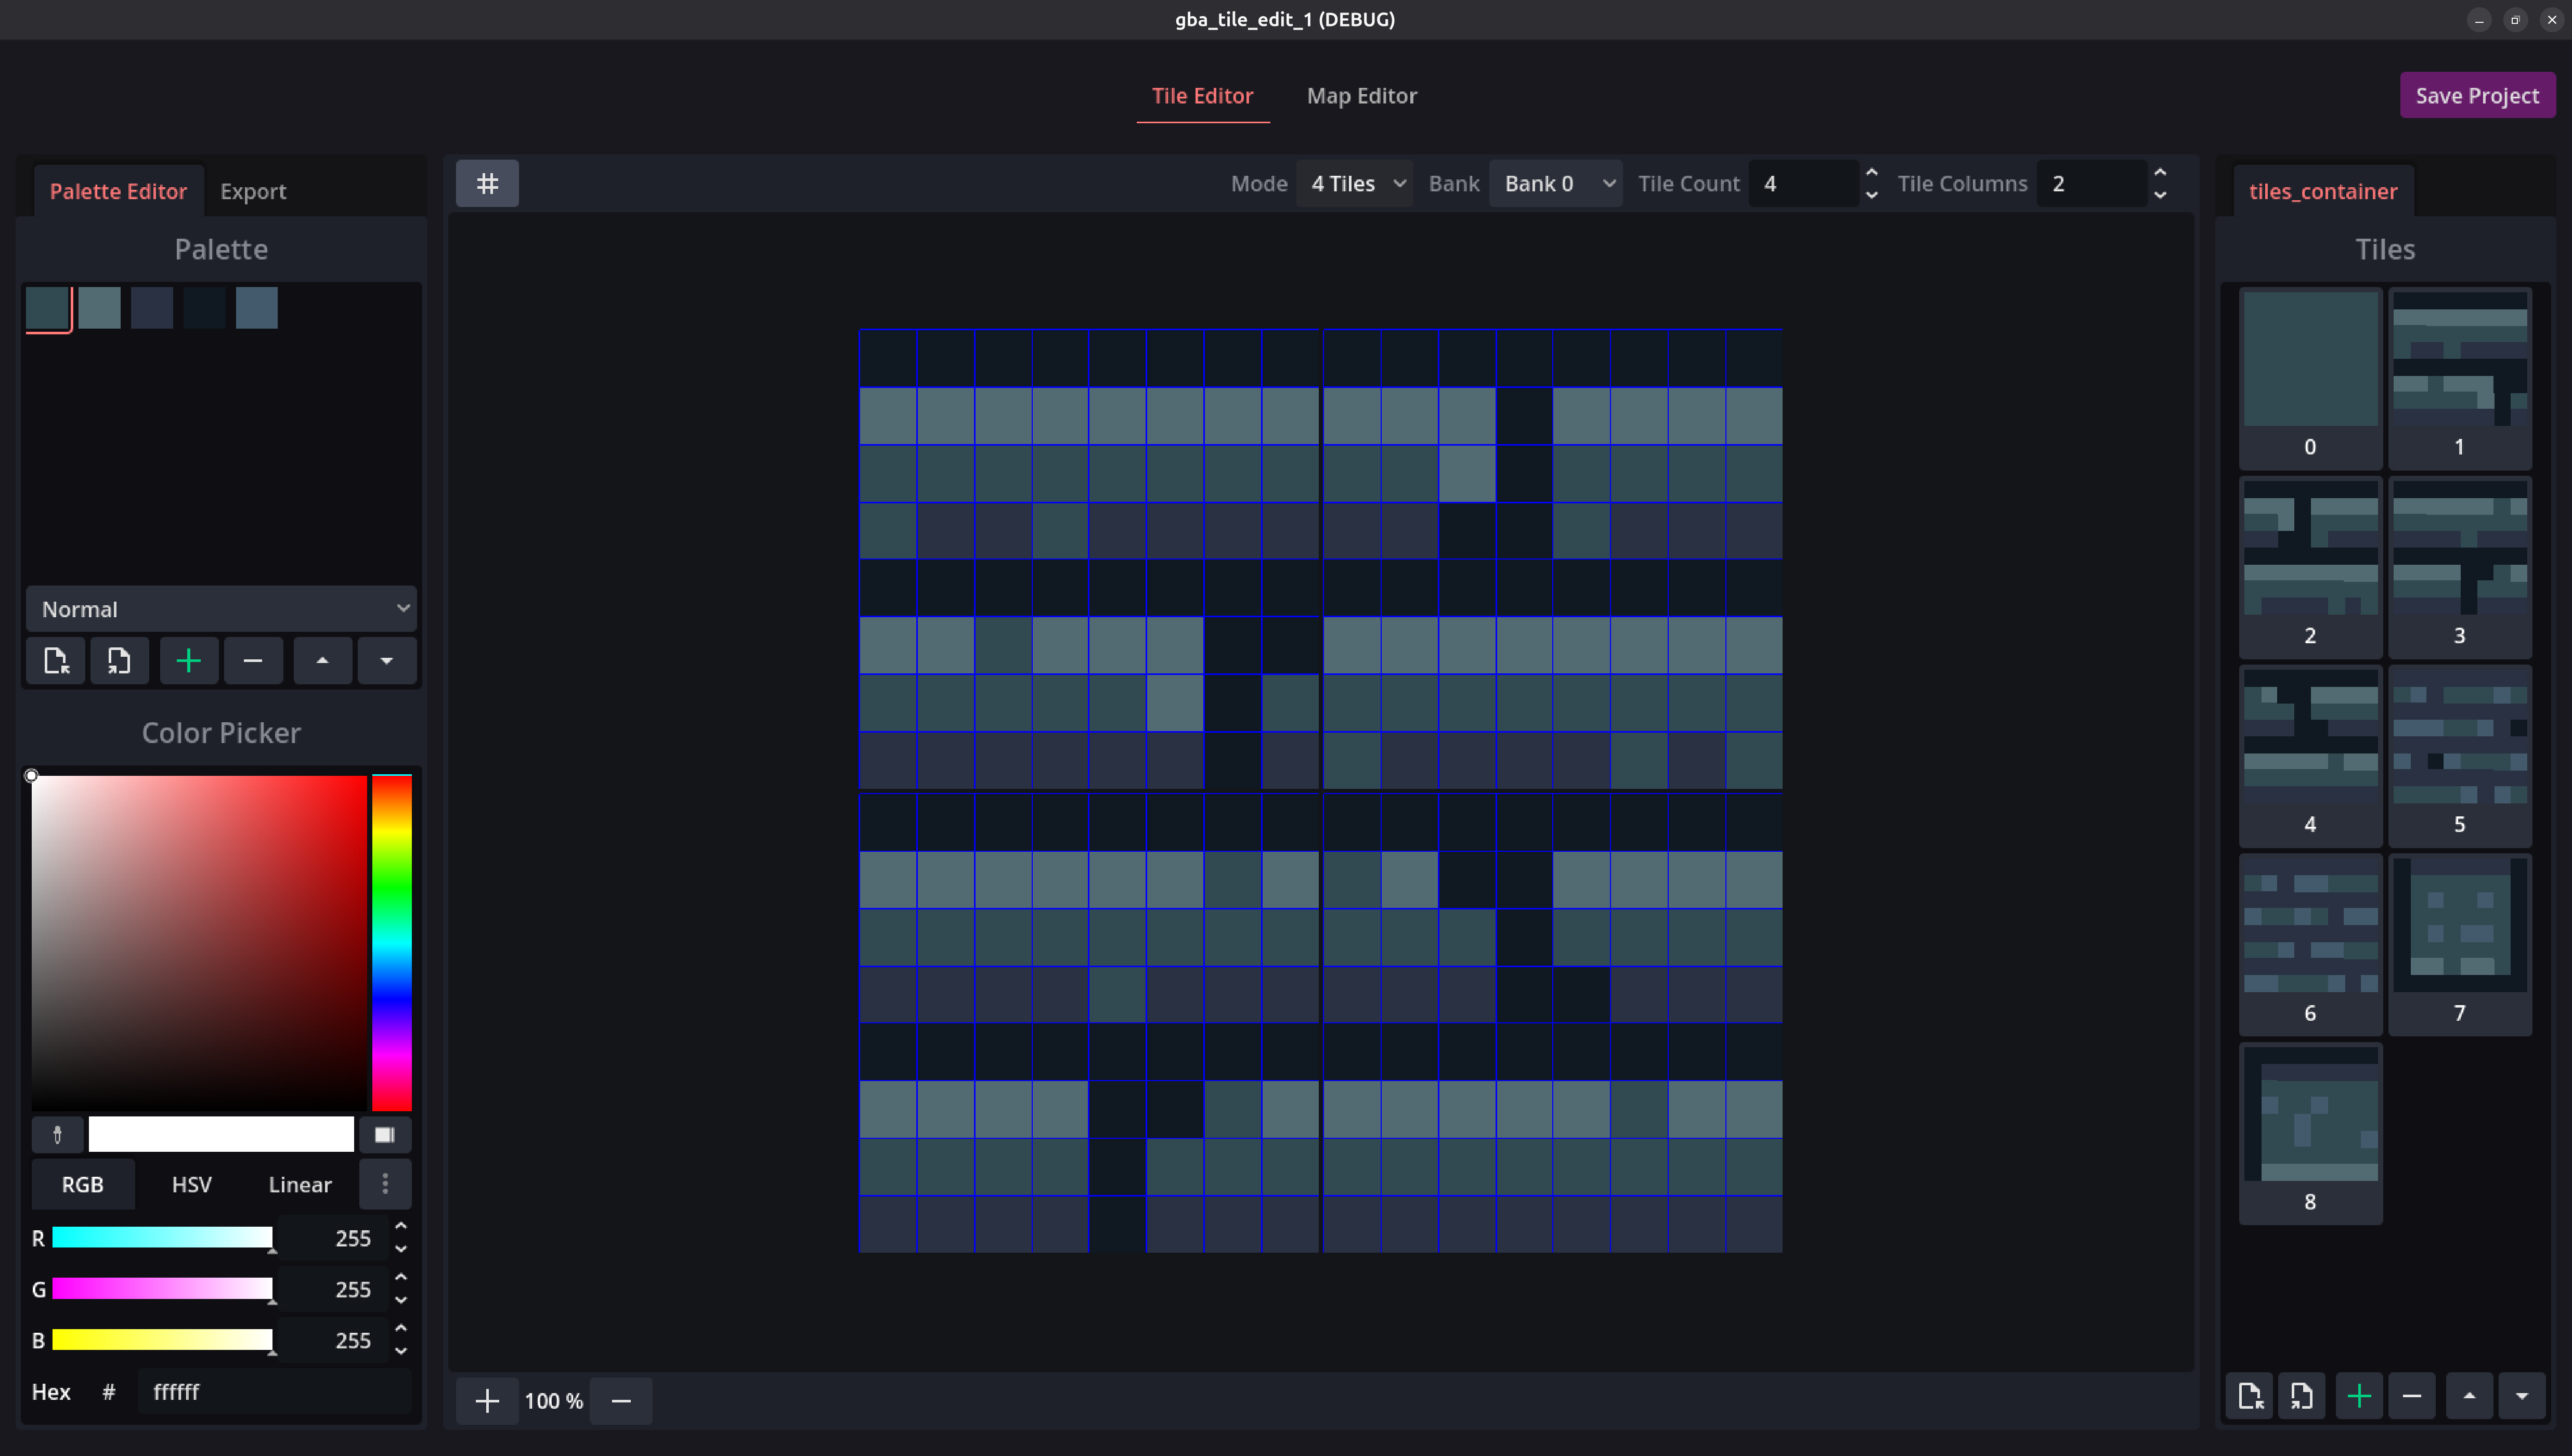 gba_tile_edit_1 (DEBUG)
Tile Editor Map Editor Save Project
Palette Editor Export
# Mode 4 Tiles Bank Bank 0 Tile Count 4 Tile Columns 2
tiles_container
Palette
Tiles
0 1
2 3
Normal
Color Picker
4 5
6 7
8
RGB HSV Linear
R 255
G 255
B 255
Hex # ffffff
100 %